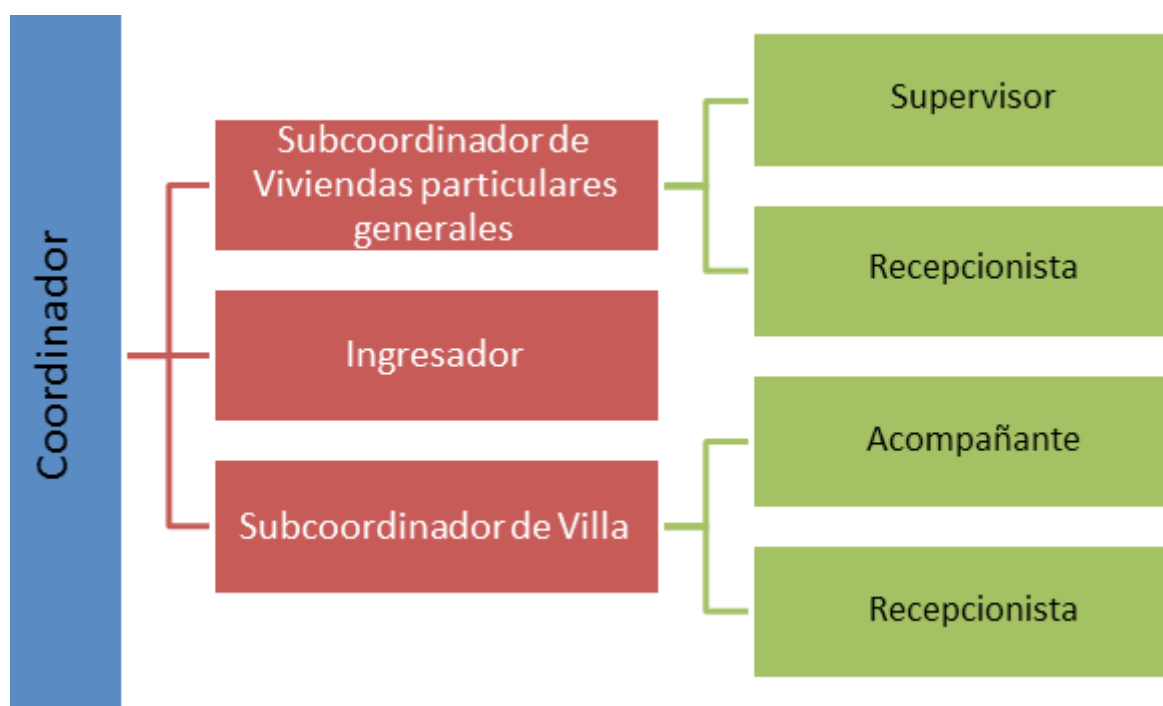 Coordinador
Subcoordinador de
Viviendas particulares
generales
Ingresador
Subcoordinador de Villa
Supervisor
Recepcionista
Acompañante
Recepcionista